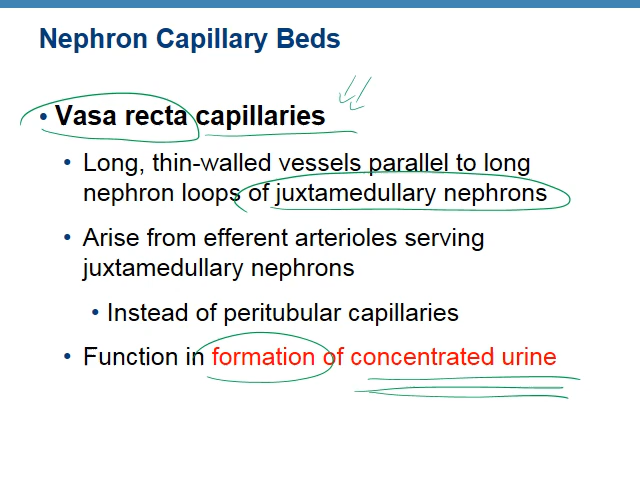 Nephron Capillary Beds
• Vasa recta capillaries
• Long, thin-walled vessels parallel to long
nephron loops of juxtamedullary nephrons
• Arise from efferent arterioles serving
juxtamedullary nephrons
• Instead of peritubular capillaries
• Function in formation of concentrated urine